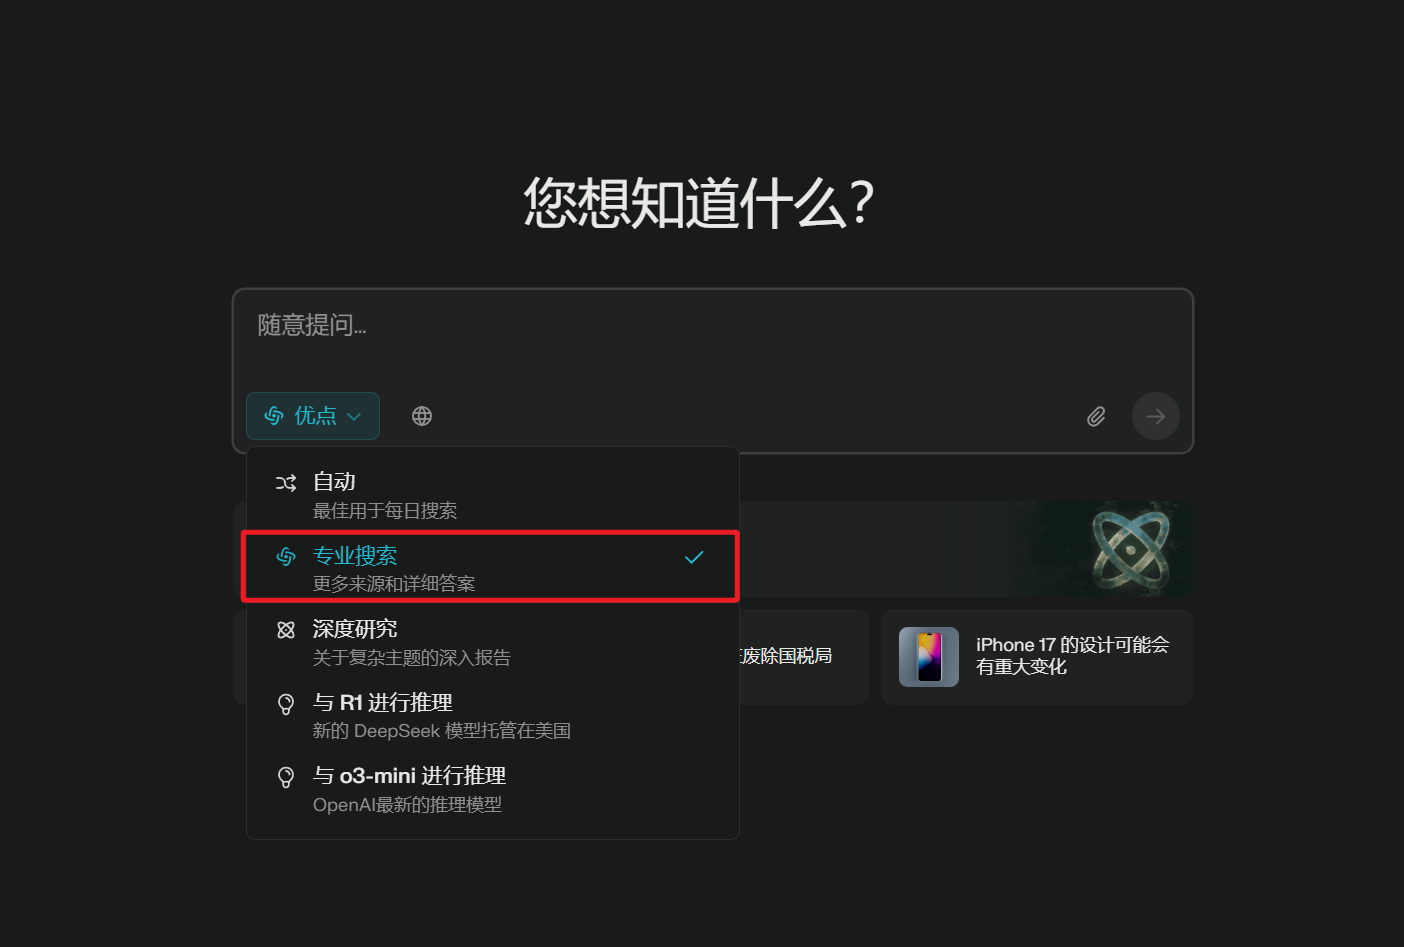 您想知道什么？
随意提问...
优点
自动
最佳用于每日搜索
专业搜索
更多来源和详细答案
深度研究
关于复杂主题的深入报告
与 R1 进行推理
新的 DeepSeek 模型托管在美国
与 o3-mini 进行推理
OpenAI最新的推理模型
废除国税局
iPhone 17 的设计可能会
有重大变化